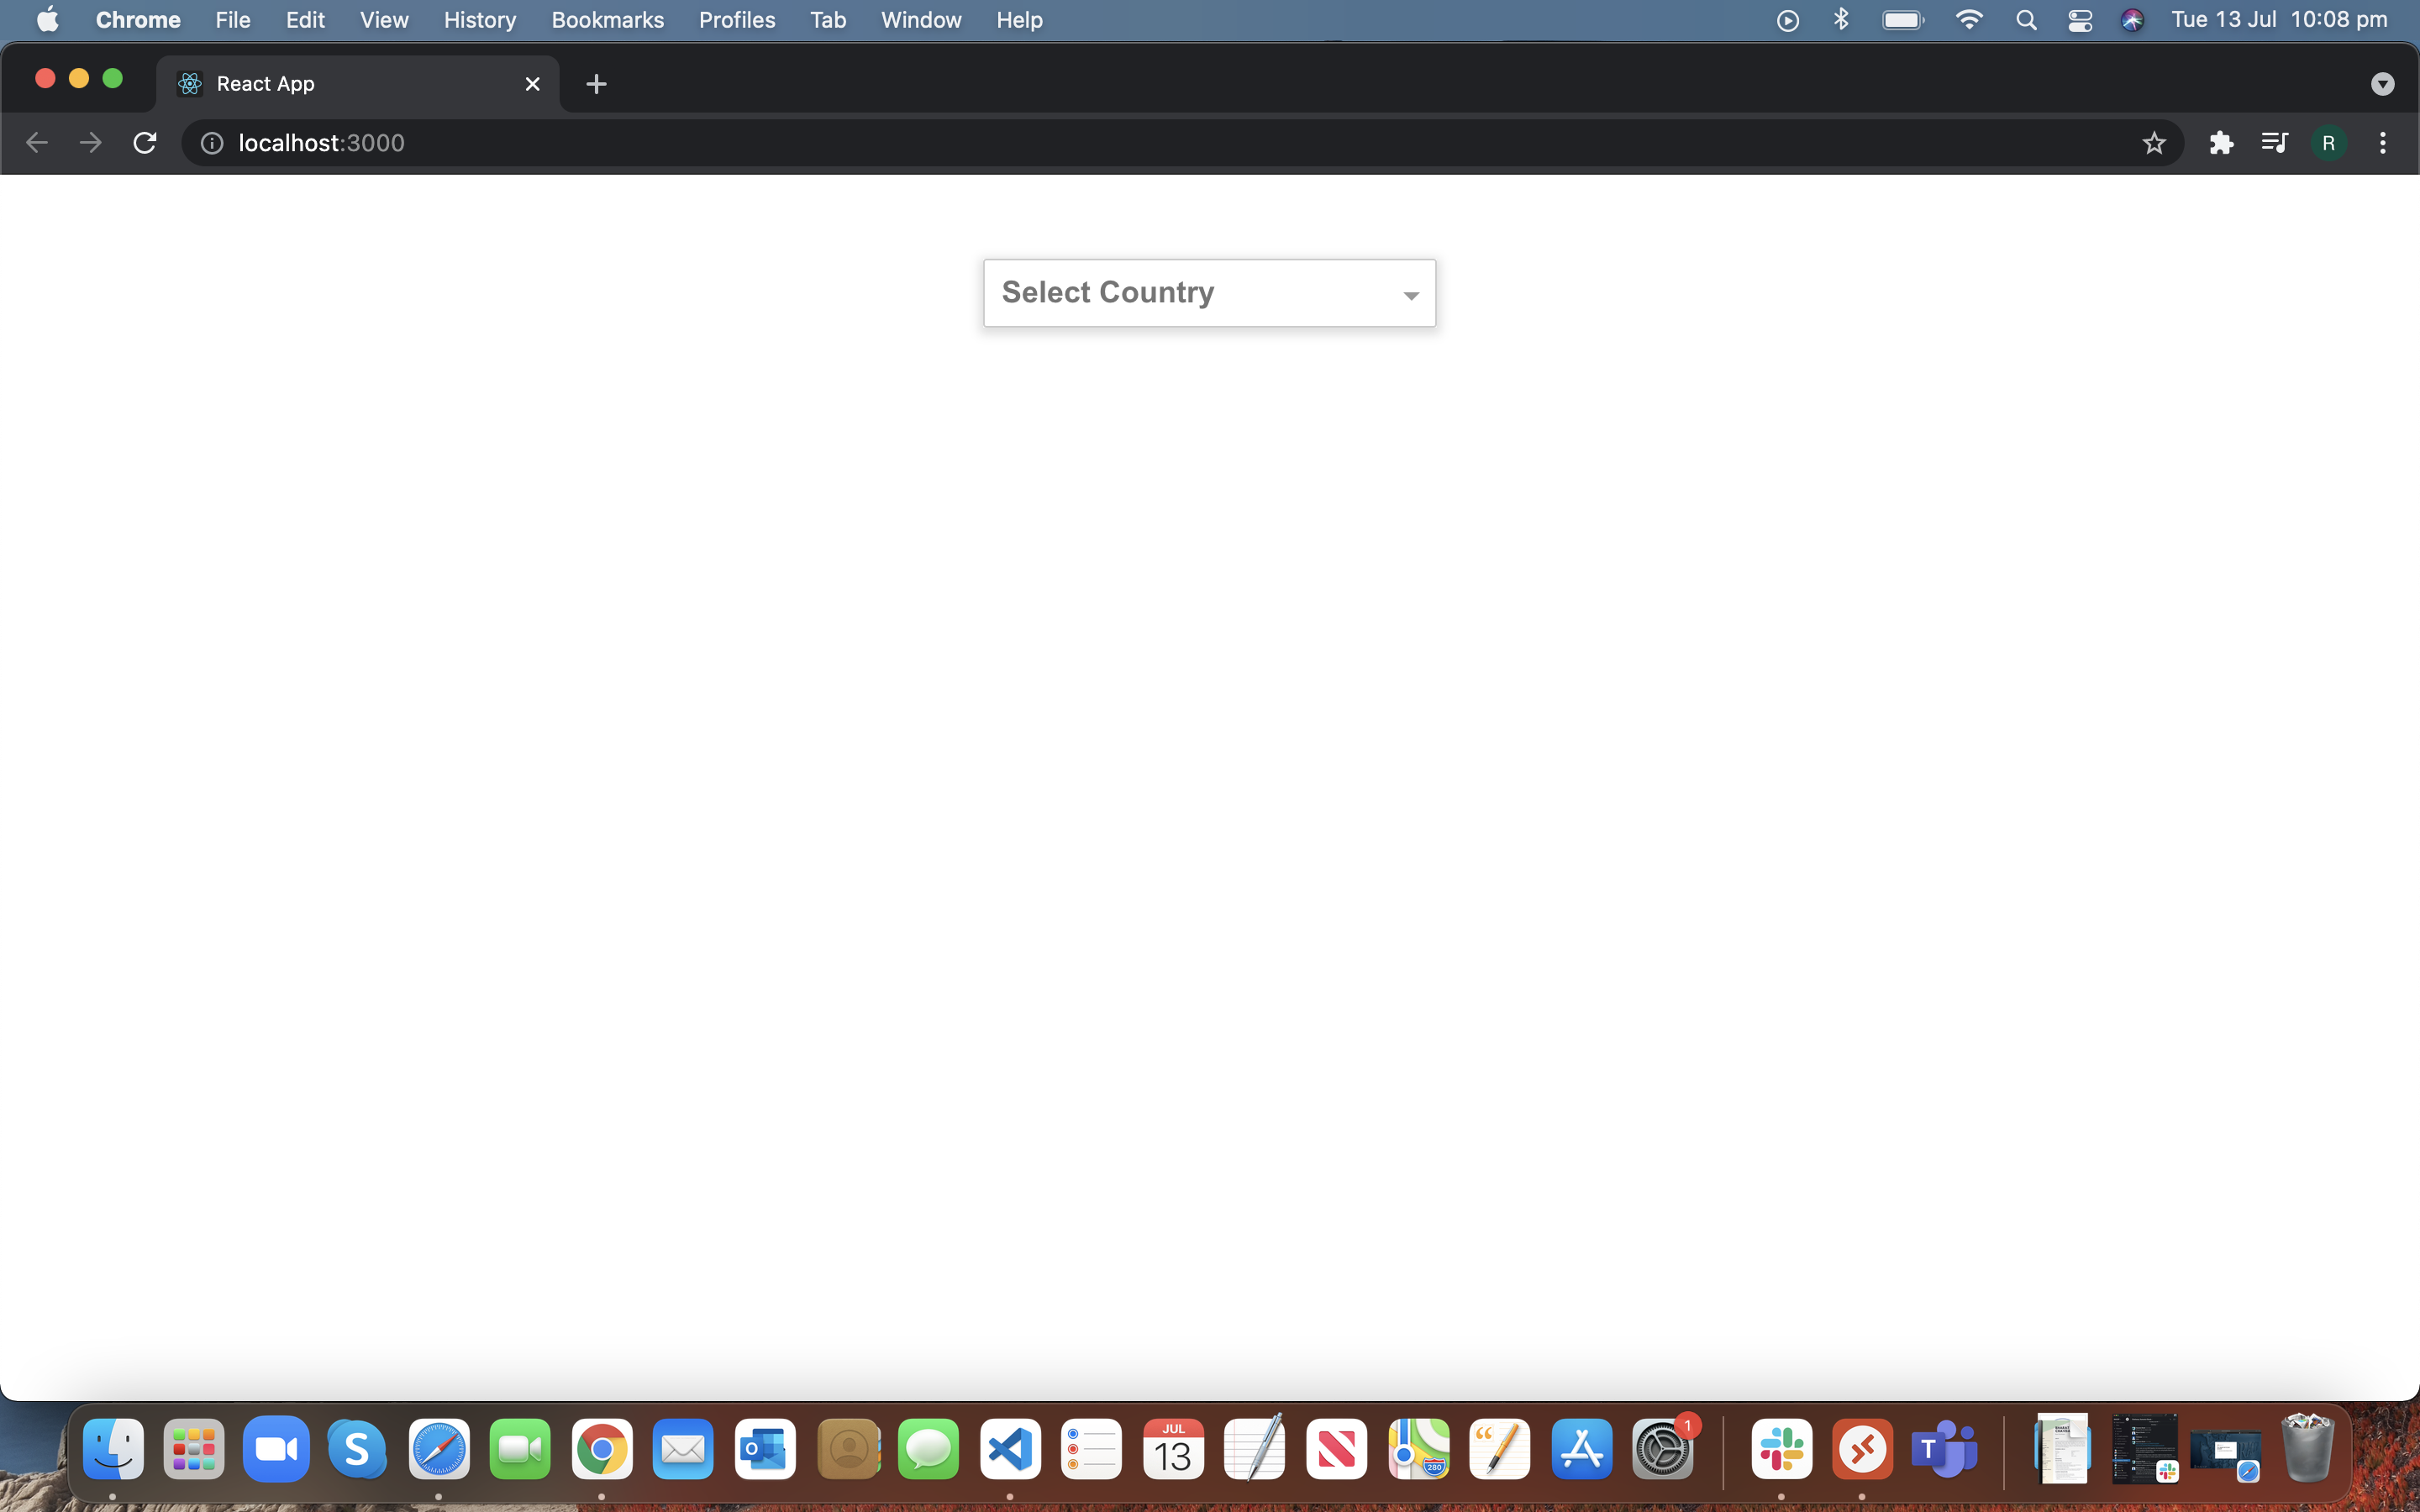 Chrome File Edit View History Bookmarks Profiles Tab Window Help Tue 13 Jul 10:08 pm
React App
localhost:3000
R
Select Country
S
O
JUL
13
280
1
T